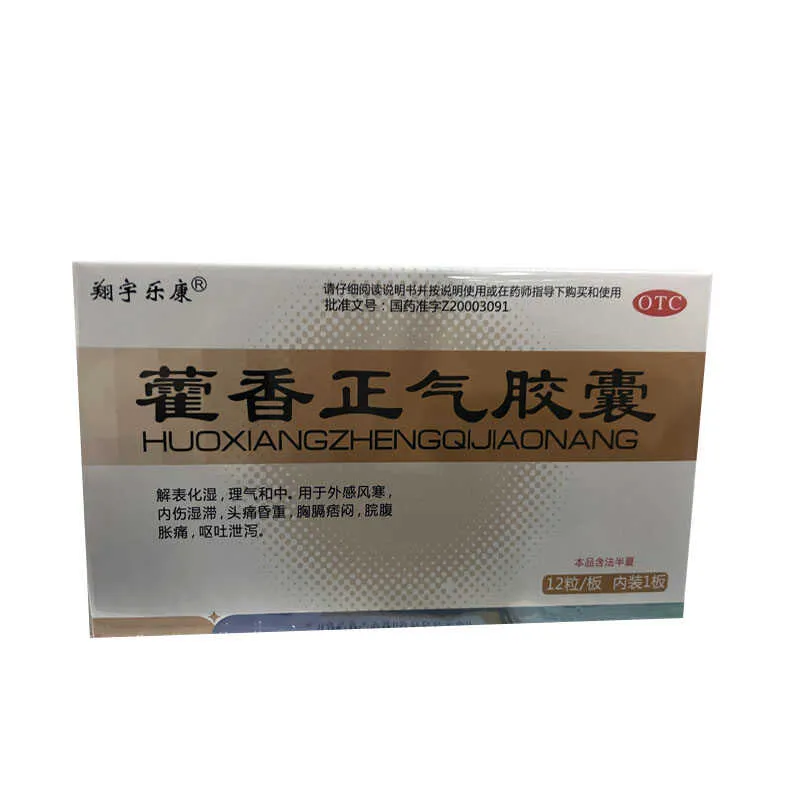 翔宇乐康®
请仔细阅读说明书并按说明使用或在药师指导下购买和使用
批准文号：国药准字Z20003091
OTC
藿香正气胶囊
HUOXIANGZHENGQIJIAONANG
解表化湿，理气和中。用于外感风寒，
内伤湿滞，头痛昏重，胸膈痞闷，脘腹
胀痛，呕吐泄泻。
本品含法半夏
12粒/板 内装1板